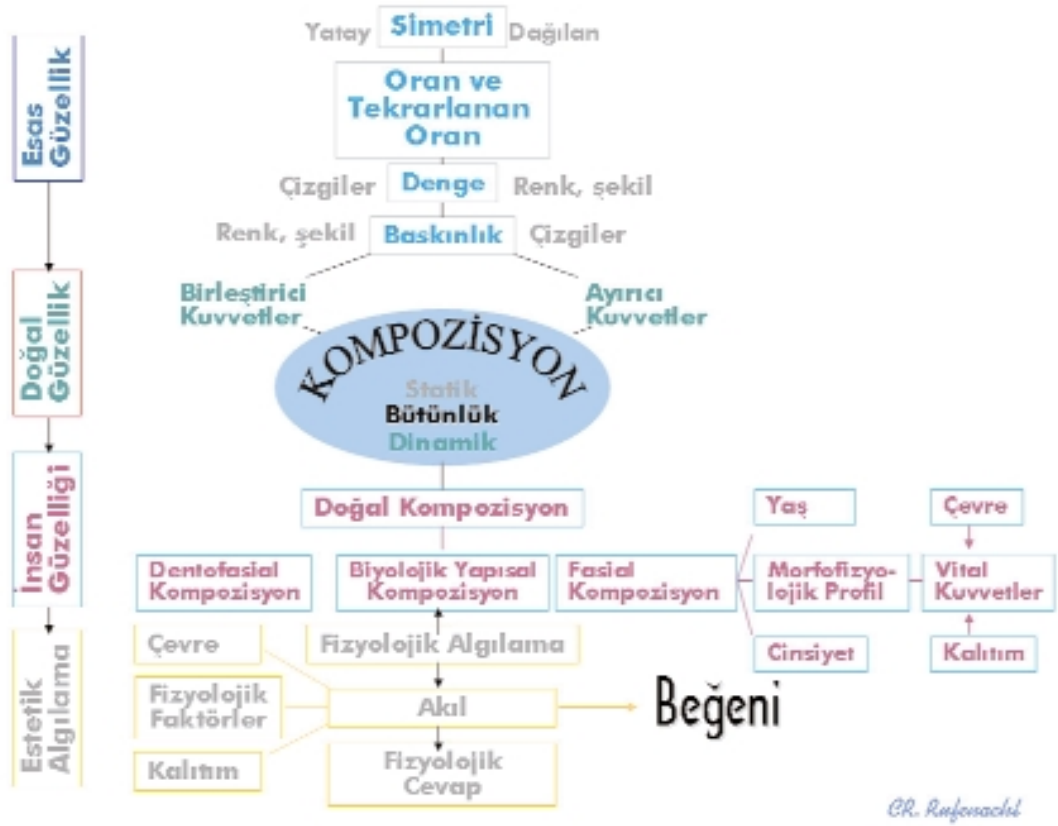 Esas
Güzellik
Doğal
Güzellik
İnsan
Güzelliği
Estetik
Algılama
Yatay Simetri Dağılan
Oran ve
Tekrarlanan
Oran
Çizgiler Denge Renk, şekil
Renk, şekil Baskınlık Çizgiler
Birleştirici
Kuvvetler
Ayırıcı
Kuvvetler
KOMPOZİSYON
Statik
Bütünlük
Dinamik
Doğal Kompozisyon
Dentofasial
Kompozisyon
Biyolojik Yapısal
Kompozisyon
Fasial
Kompozisyon
Yaş
Morfofizyo-
lojik Profil
Cinsiyet
Çevre
Vital
Kuvvetler
Kalıtım
Çevre
Fizyolojik
Faktörler
Kalıtım
Fizyolojik Algılama
Akıl
Fizyolojik
Cevap
Beğeni
CR.